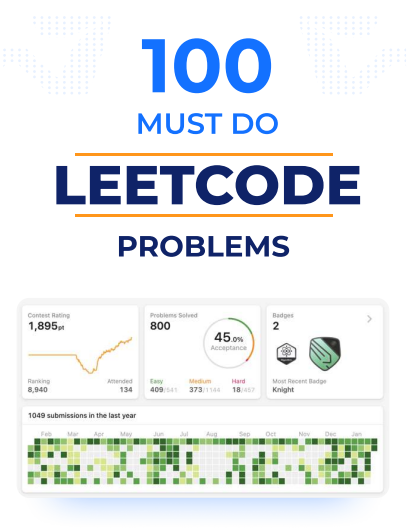 100
MUST DO
LEETCODE
PROBLEMS
Contest Rating
1,895pt
Ranking
8,940
Attended
134
Problems Solved
800
45.0%
Acceptance
Easy
409/541
Medium
373/1144
Hard
18/457
Badges
2
Most Recent Badge
Knight
1049 submissions in the last year
Feb Mar Apr May Jun Jul Aug Sep Oct Nov Dec Jan